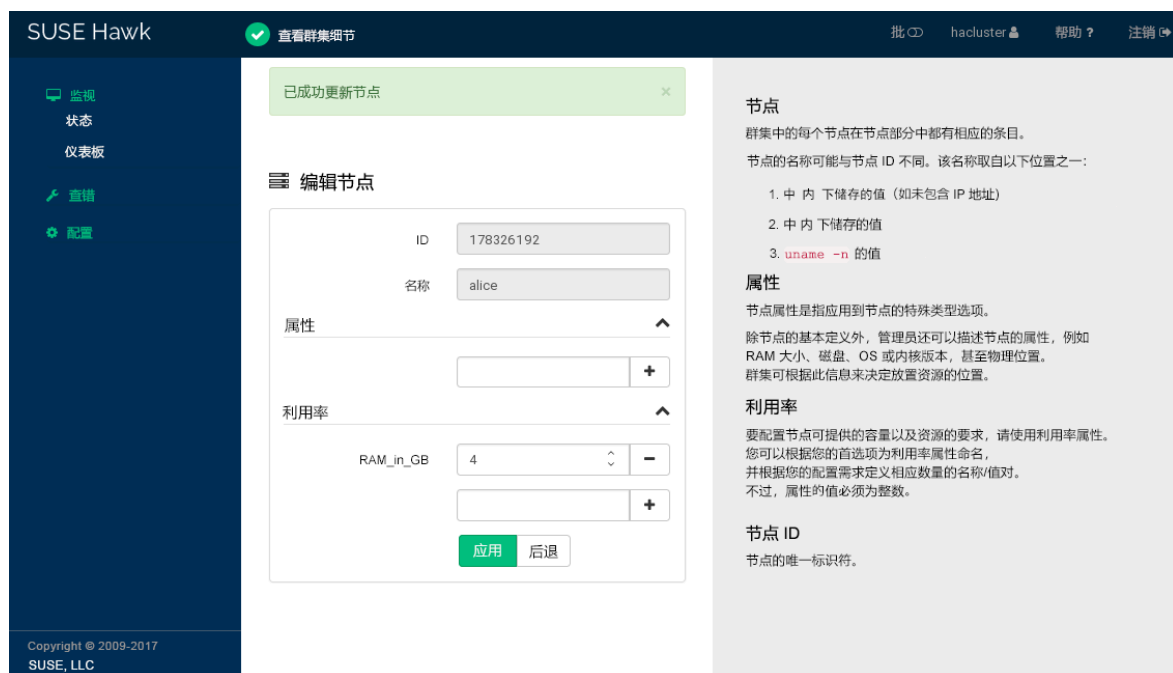 SUSE Hawk
查看群集细节
批
hacluster
帮助 ?
注销
监视
状态
仪表板
查错
配置
已成功更新节点
×
编辑节点
ID
178326192
名称
alice
属性
利用率
RAM_in_GB
4
应用
后退
节点
群集中的每个节点在节点部分中都有相应的条目。
节点的名称可能与节点 ID 不同。该名称取自以下位置之一：
1. 中 内 下储存的值（如未包含 IP 地址)
2. 中 内 下储存的值
3. uname -n 的值
属性
节点属性是指应用到节点的特殊类型选项。
除节点的基本定义外，管理员还可以描述节点的属性，例如
RAM 大小、磁盘、OS 或内核版本，甚至物理位置。
群集可根据此信息来决定放置资源的位置。
利用率
要配置节点可提供的容量以及资源的要求，请使用利用率属性。
您可以根据您的首选项为利用率属性命名，
并根据您的配置需求定义相应数量的名称/值对。
不过，属性的值必须为整数。
节点 ID
节点的唯一标识符。
Copyright © 2009-2017
SUSE, LLC